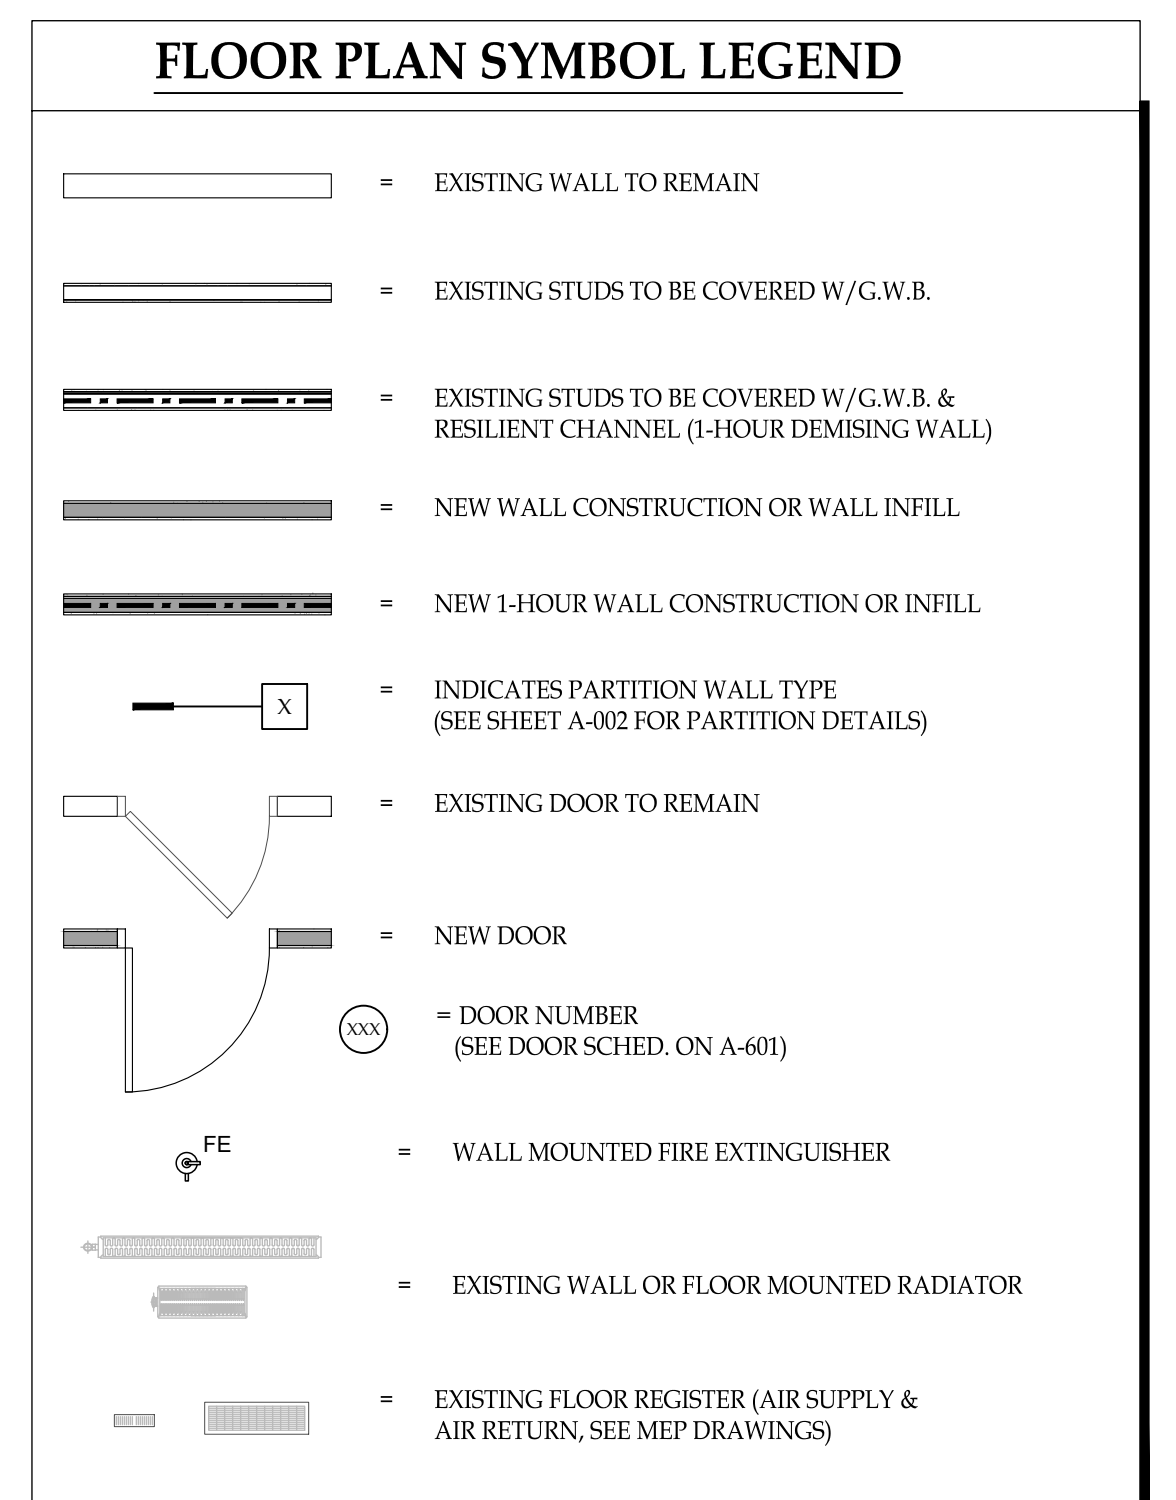 FLOOR PLAN SYMBOL LEGEND
= EXISTING WALL TO REMAIN
= EXISTING STUDS TO BE COVERED W/G.W.B.
= EXISTING STUDS TO BE COVERED W/G.W.B. &
RESILIENT CHANNEL (1-HOUR DEMISING WALL)
= NEW WALL CONSTRUCTION OR WALL INFILL
= NEW 1-HOUR WALL CONSTRUCTION OR INFILL
X = INDICATES PARTITION WALL TYPE
(SEE SHEET A-002 FOR PARTITION DETAILS)
= EXISTING DOOR TO REMAIN
= NEW DOOR
XXX = DOOR NUMBER
(SEE DOOR SCHED. ON A-601)
FE = WALL MOUNTED FIRE EXTINGUISHER
= EXISTING WALL OR FLOOR MOUNTED RADIATOR
= EXISTING FLOOR REGISTER (AIR SUPPLY &
AIR RETURN, SEE MEP DRAWINGS)